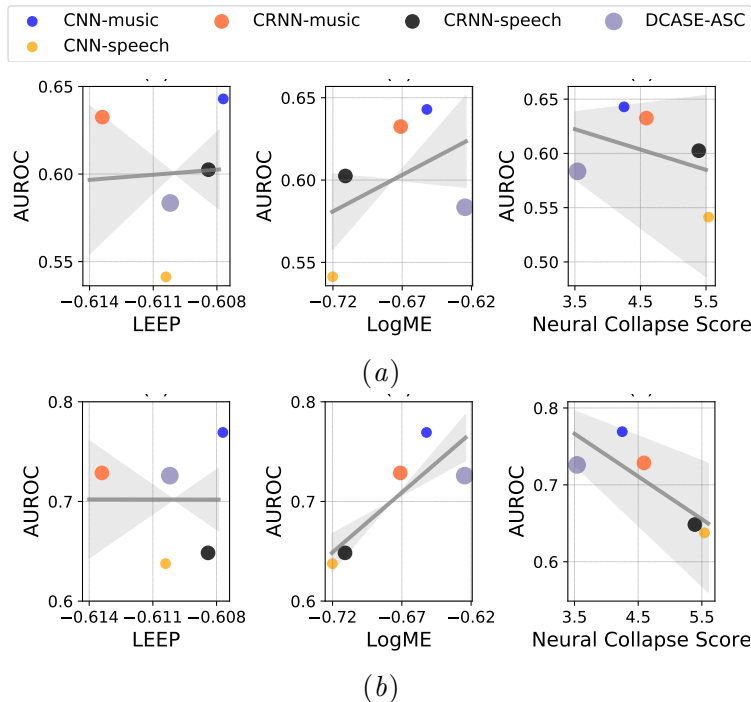 CNN-music CRNN-music CRNN-speech DCASE-ASC
CNN-speech
AUROC
0.65
0.60
0.55
−0.614 −0.611 −0.608
LEEP
AUROC
0.65
0.60
0.55
−0.72 −0.67 −0.62
LogME
AUROC
0.65
0.60
0.55
0.50
3.5 4.5 5.5
Neural Collapse Score
(a)
AUROC
0.8
0.7
0.6
−0.614 −0.611 −0.608
LEEP
AUROC
0.8
0.7
0.6
−0.72 −0.67 −0.62
LogME
AUROC
0.8
0.7
0.6
3.5 4.5 5.5
Neural Collapse Score
(b)